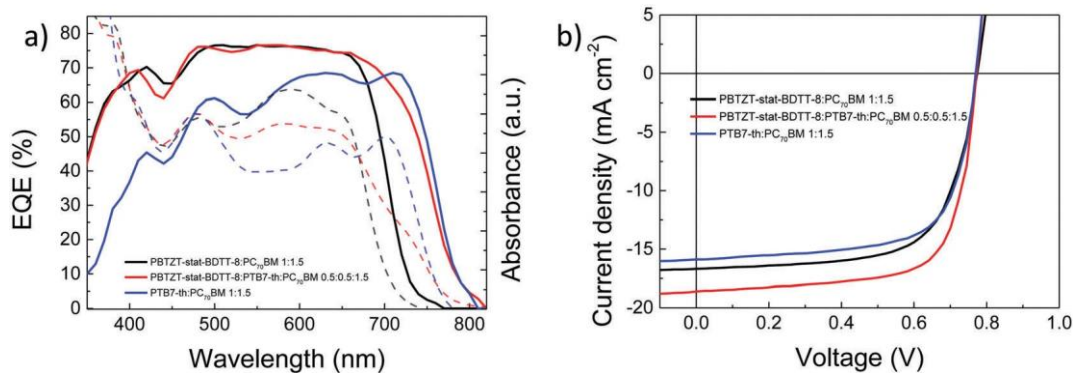 a)
EQE (%)
80
70
60
50
40
30
20
10
0
PBTZT-stat-BDTT-8:PC₇₀BM 1:1.5
PBTZT-stat-BDTT-8:PTB7-th:PC₇₀BM 0.5:0.5:1.5
PTB7-th:PC₇₀BM 1:1.5
400 500 600 700 800
Wavelength (nm)
Absorbance (a.u.)
b)
Current density (mA cm⁻²)
5
0
-5
-10
-15
-20
PBTZT-stat-BDTT-8:PC₇₀BM 1:1.5
PBTZT-stat-BDTT-8:PTB7-th:PC₇₀BM 0.5:0.5:1.5
PTB7-th:PC₇₀BM 1:1.5
0.0 0.2 0.4 0.6 0.8 1.0
Voltage (V)